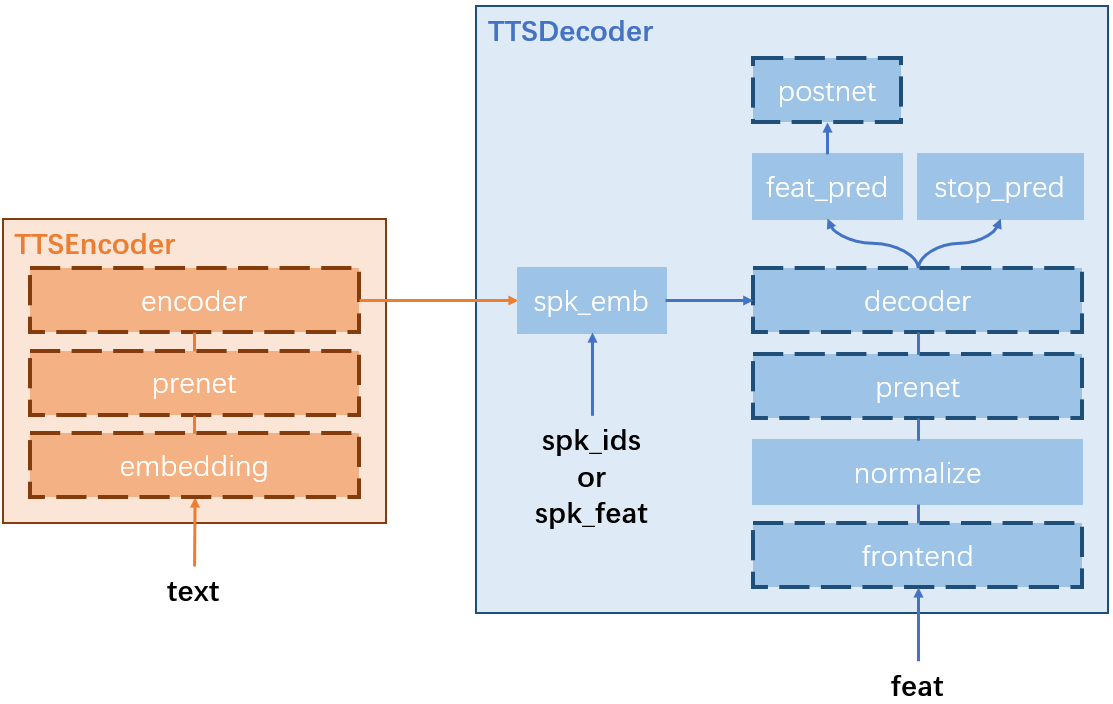 TTSEncoder
encoder
prenet
embedding
text
TTSDecoder
postnet
feat_pred
stop_pred
spk_emb
decoder
prenet
normalize
frontend
spk_ids
or
spk_feat
feat